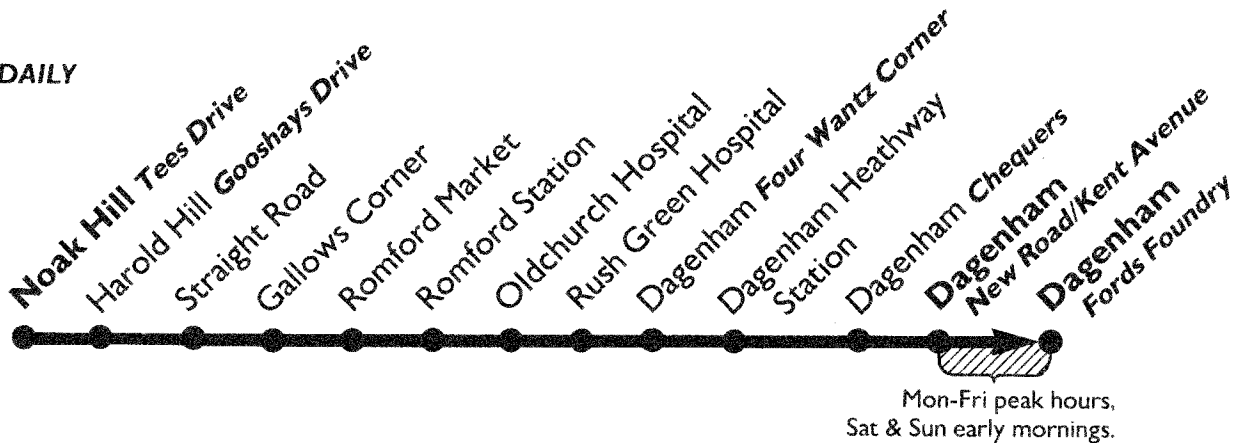 DAILY
Noak Hill Tees Drive
Harold Hill Gooshays Drive
Straight Road
Gallows Corner
Romford Market
Romford Station
Oldchurch Hospital
Rush Green Hospital
Dagenham Four Wantz Corner
Dagenham Heathway
Station
Dagenham Chequers
Dagenham
New Road/Kent Avenue
Dagenham
Fords Foundry
Mon-Fri peak hours,
Sat & Sun early mornings.